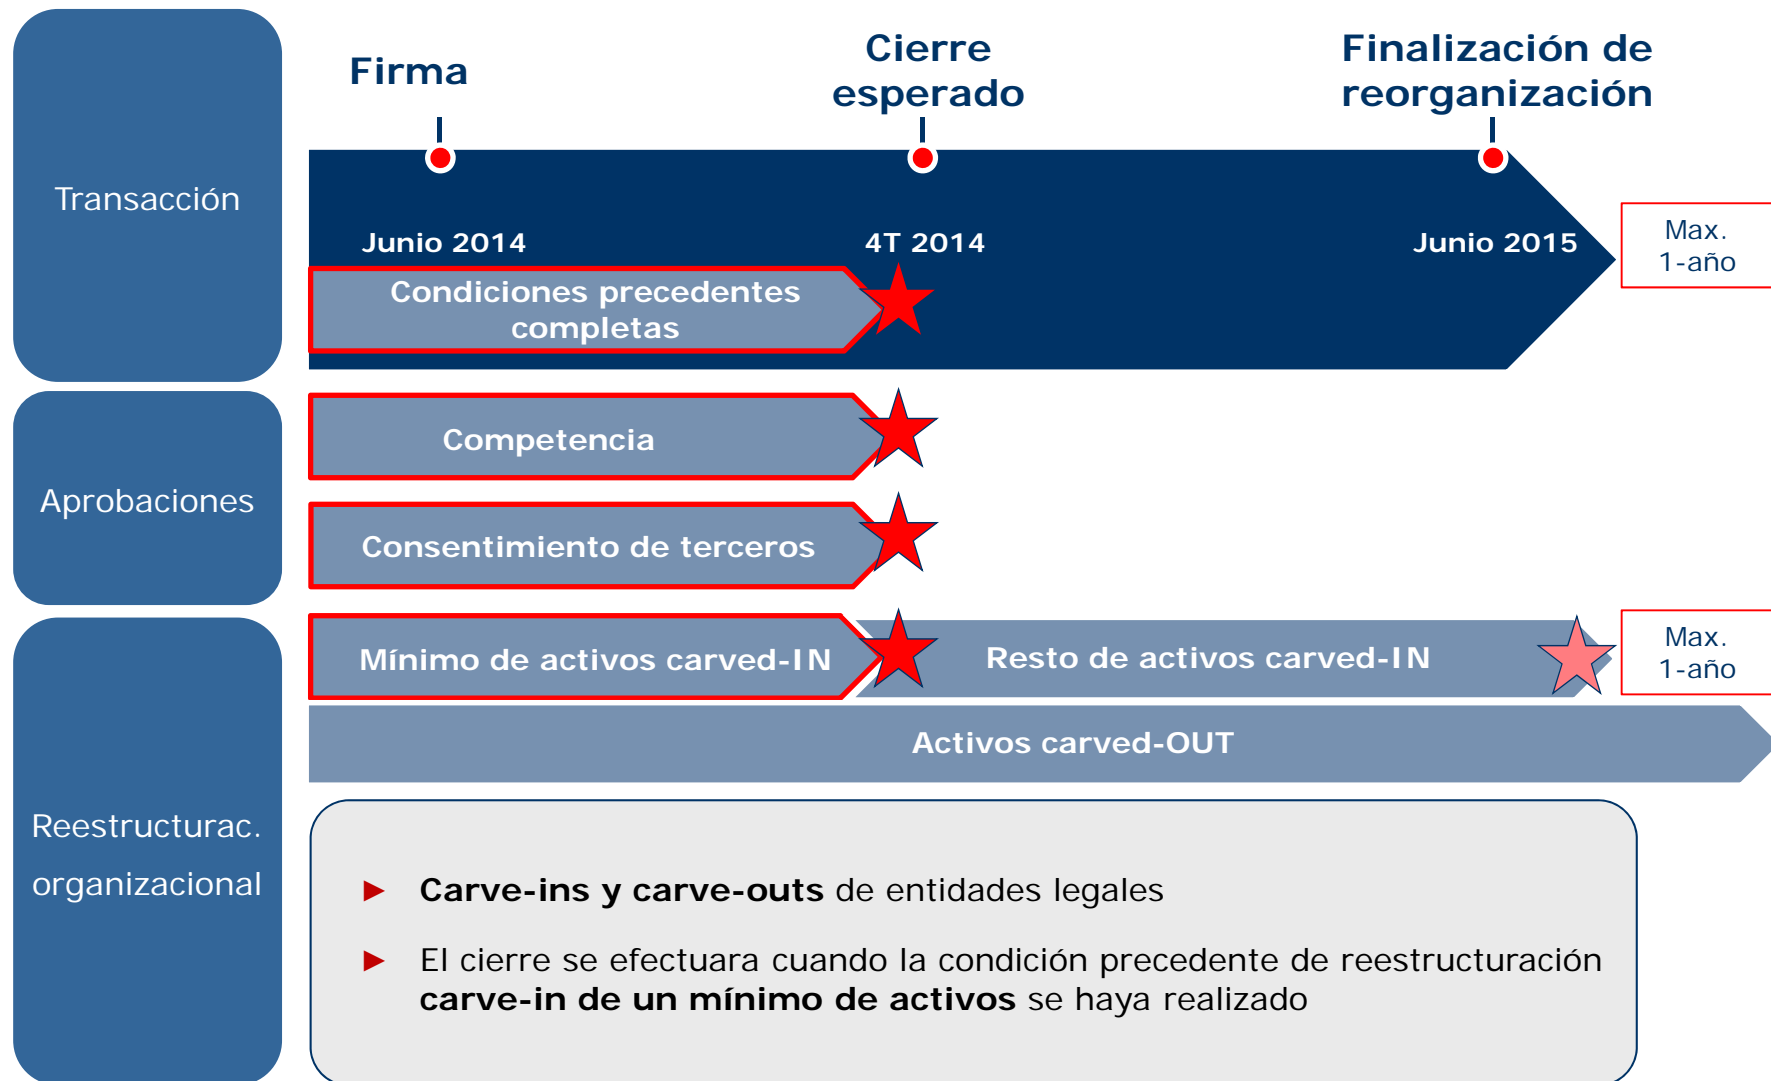 Transacción
Firma
Cierre
esperado
Finalización de
reorganización
Junio 2014
4T 2014
Junio 2015
Max.
1-año
Condiciones precedentes
completas
Aprobaciones
Competencia
Consentimiento de terceros
Reestructurac.
organizacional
Mínimo de activos carved-IN
Resto de activos carved-IN
Max.
1-año
Activos carved-OUT
► Carve-ins y carve-outs de entidades legales
► El cierre se efectuara cuando la condición precedente de reestructuración
carve-in de un mínimo de activos se haya realizado